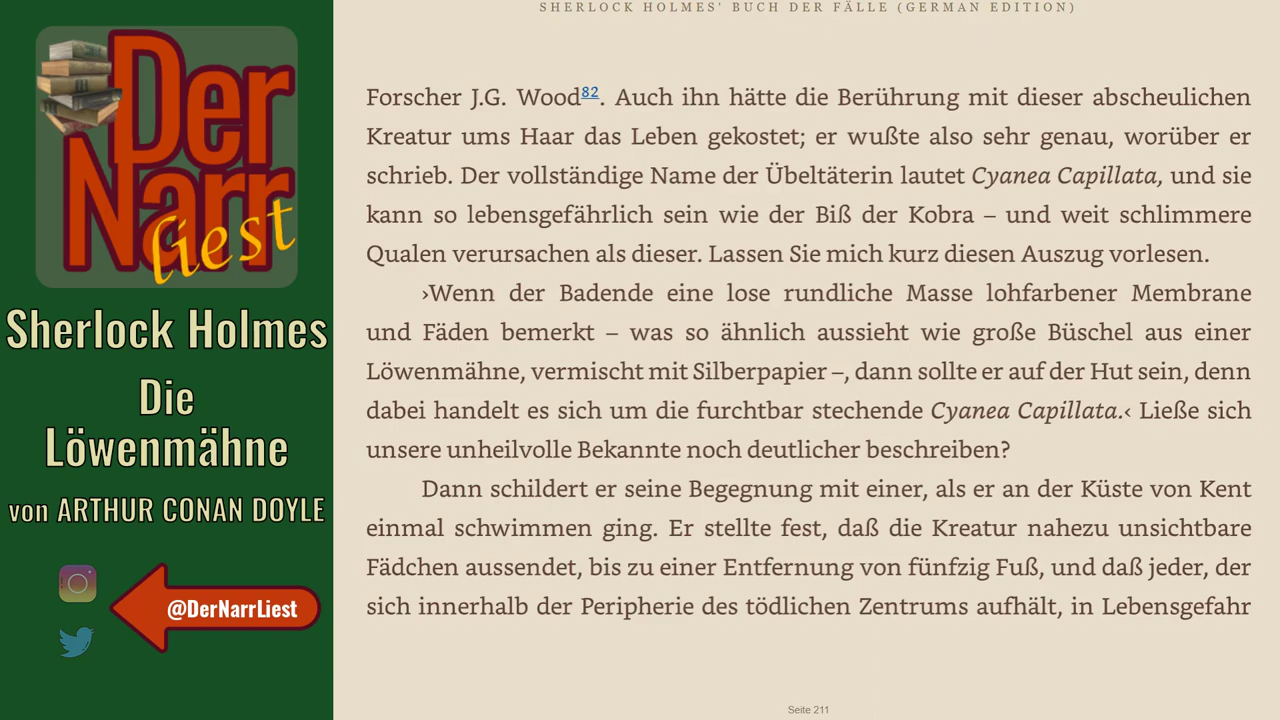 Der
Narr
liest
Sherlock Holmes
Die
Löwenmähne
von ARTHUR CONAN DOYLE
@DerNarrLiest
SHERLOCK HOLMES' BUCH DER FÄLLE (GERMAN EDITION)
Forscher J.G. Wood82. Auch ihn hätte die Berührung mit dieser abscheulichen
Kreatur ums Haar das Leben gekostet; er wußte also sehr genau, worüber er
schrieb. Der vollständige Name der Übeltäterin lautet Cyanea Capillata, und sie
kann so lebensgefährlich sein wie der Biß der Kobra – und weit schlimmere
Qualen verursachen als dieser. Lassen Sie mich kurz diesen Auszug vorlesen.
›Wenn der Badende eine lose rundliche Masse lohfarbener Membrane
und Fäden bemerkt – was so ähnlich aussieht wie große Büschel aus einer
Löwenmähne, vermischt mit Silberpapier –, dann sollte er auf der Hut sein, denn
dabei handelt es sich um die furchtbar stechende Cyanea Capillata.‹ Ließe sich
unsere unheilvolle Bekannte noch deutlicher beschreiben?
Dann schildert er seine Begegnung mit einer, als er an der Küste von Kent
einmal schwimmen ging. Er stellte fest, daß die Kreatur nahezu unsichtbare
Fädchen aussendet, bis zu einer Entfernung von fünfzig Fuß, und daß jeder, der
sich innerhalb der Peripherie des tödlichen Zentrums aufhält, in Lebensgefahr
Seite 211